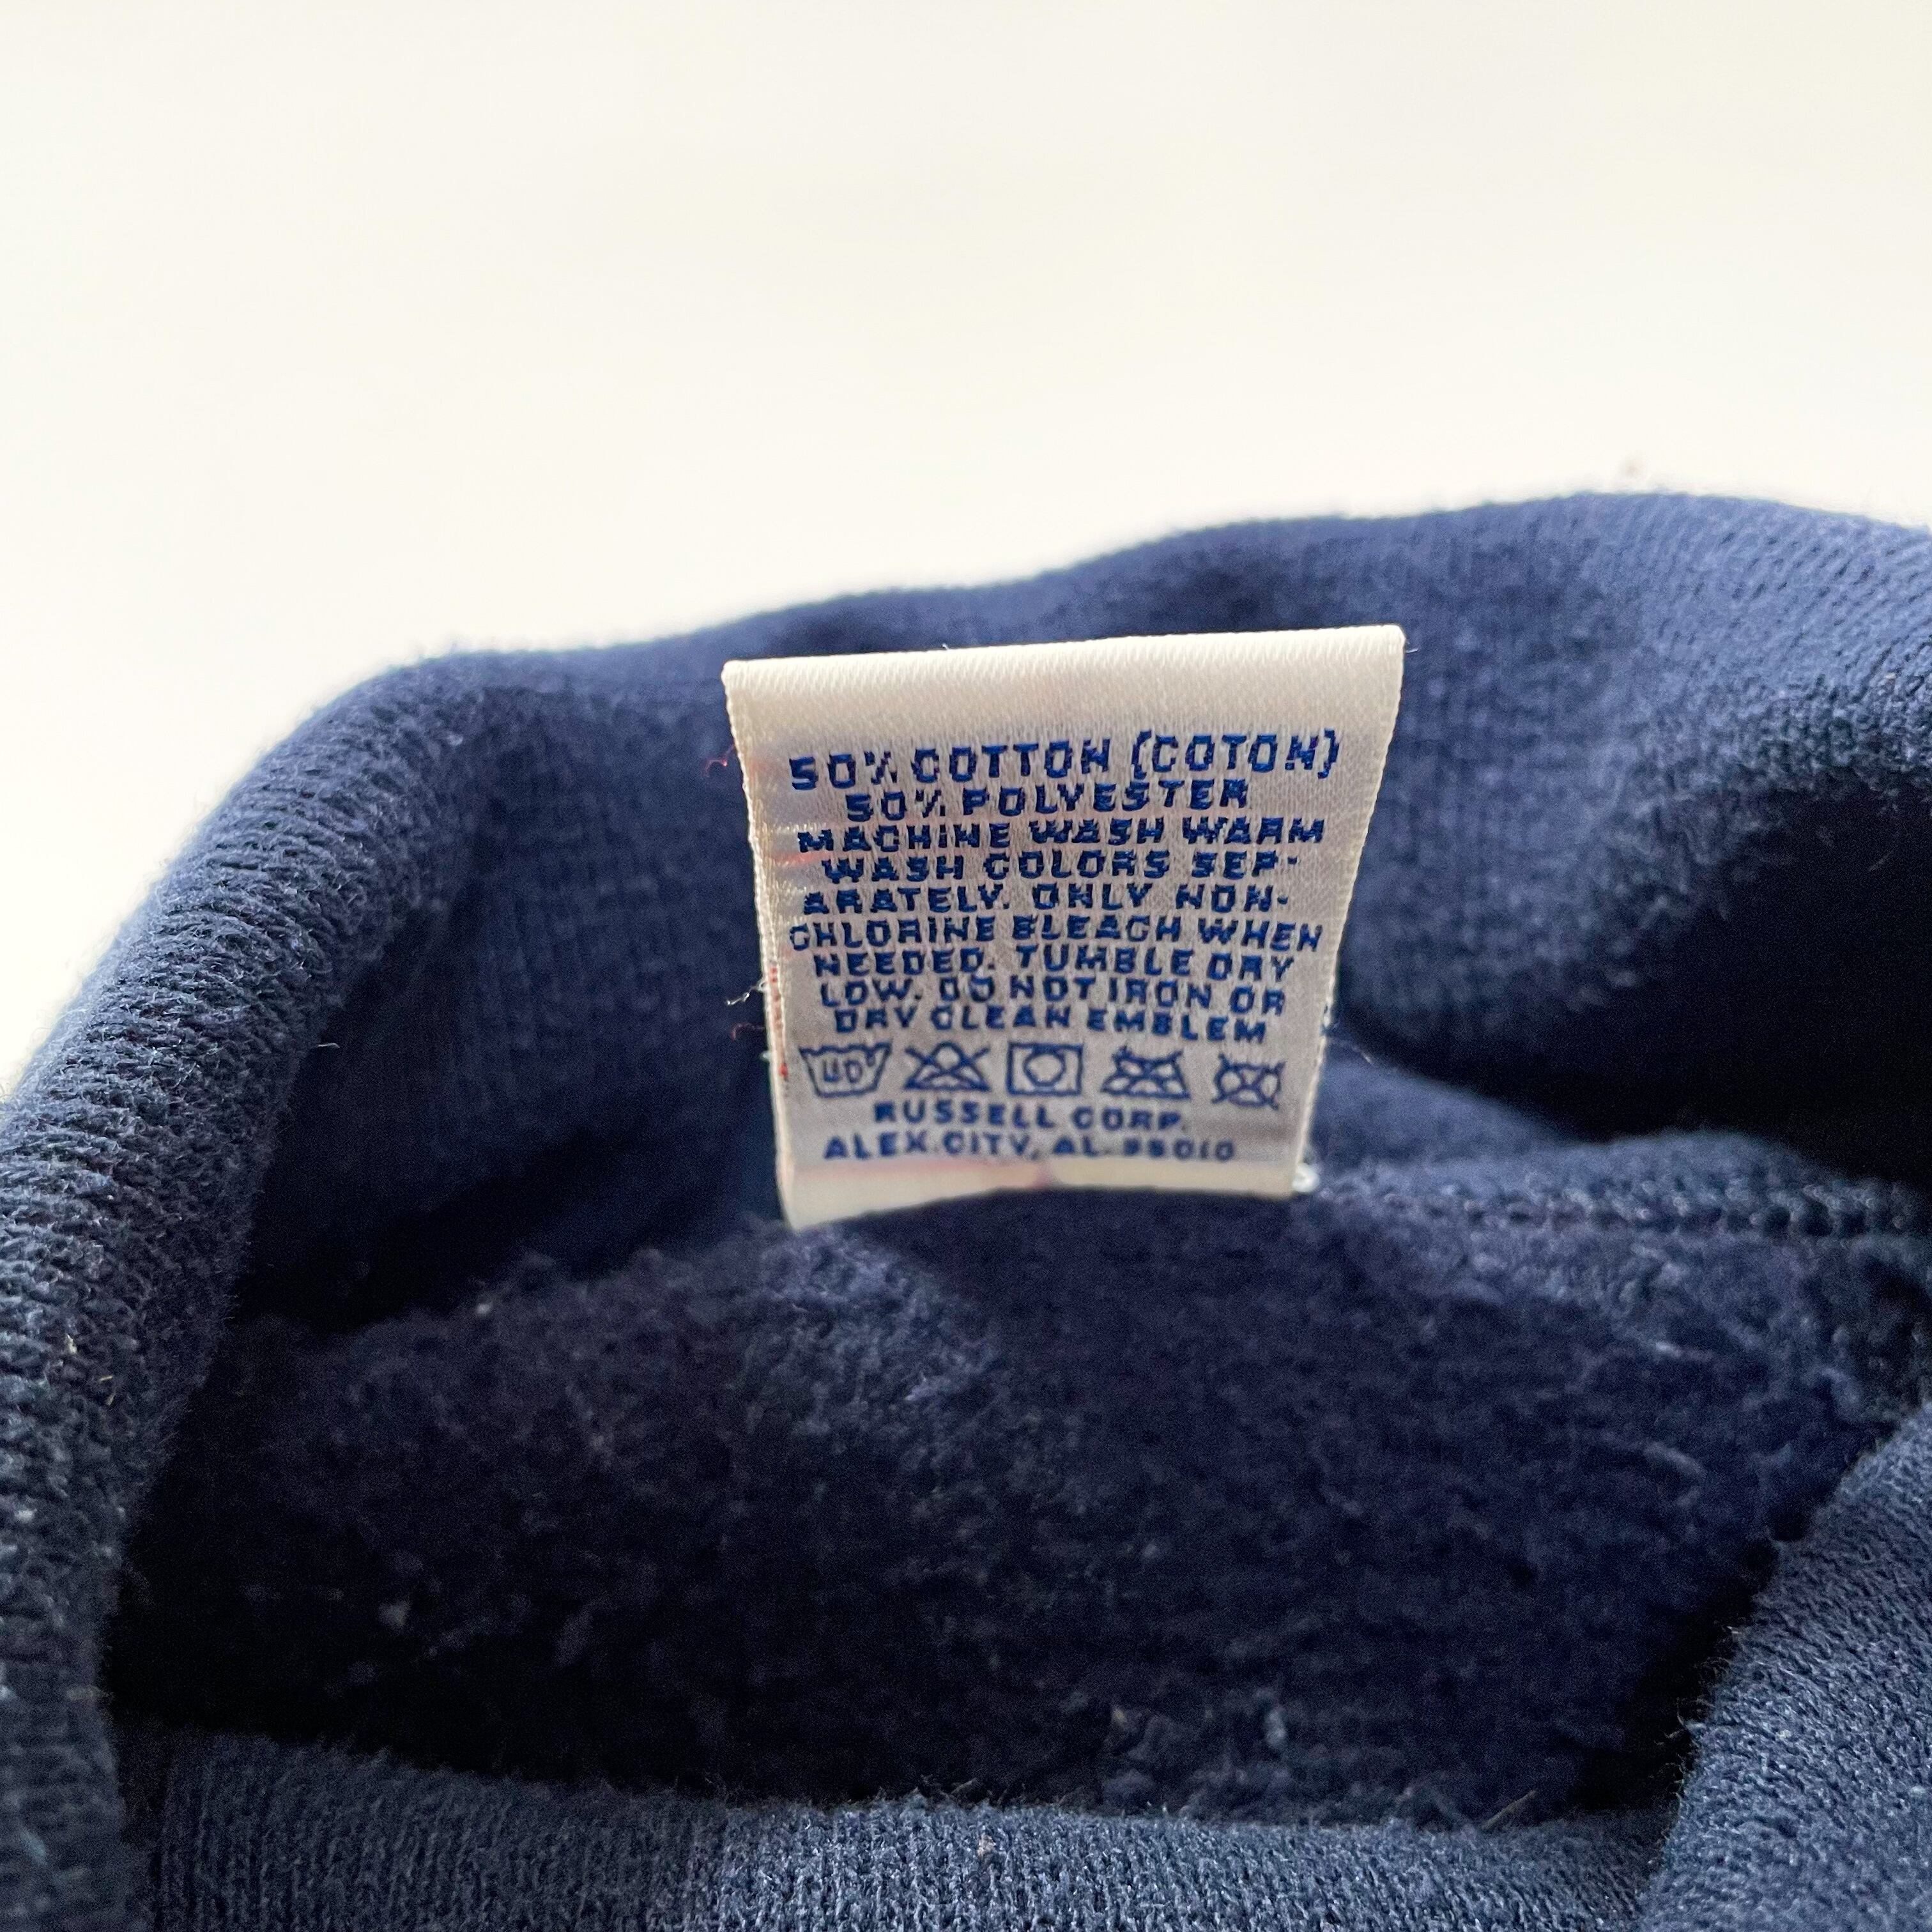 50% COTTON (COTON)
50% POLYESTER
MACHINE WASH WARM
WASH COLORS SEP-
ARATELY. ONLY NON-
CHLORINE BLEACH WHEN
NEEDED. TUMBLE DRY
LOW. DO NOT IRON OR
DRY CLEAN EMBLEM
40°
RUSSELL CORP.
ALEX.CITY, AL. 35010